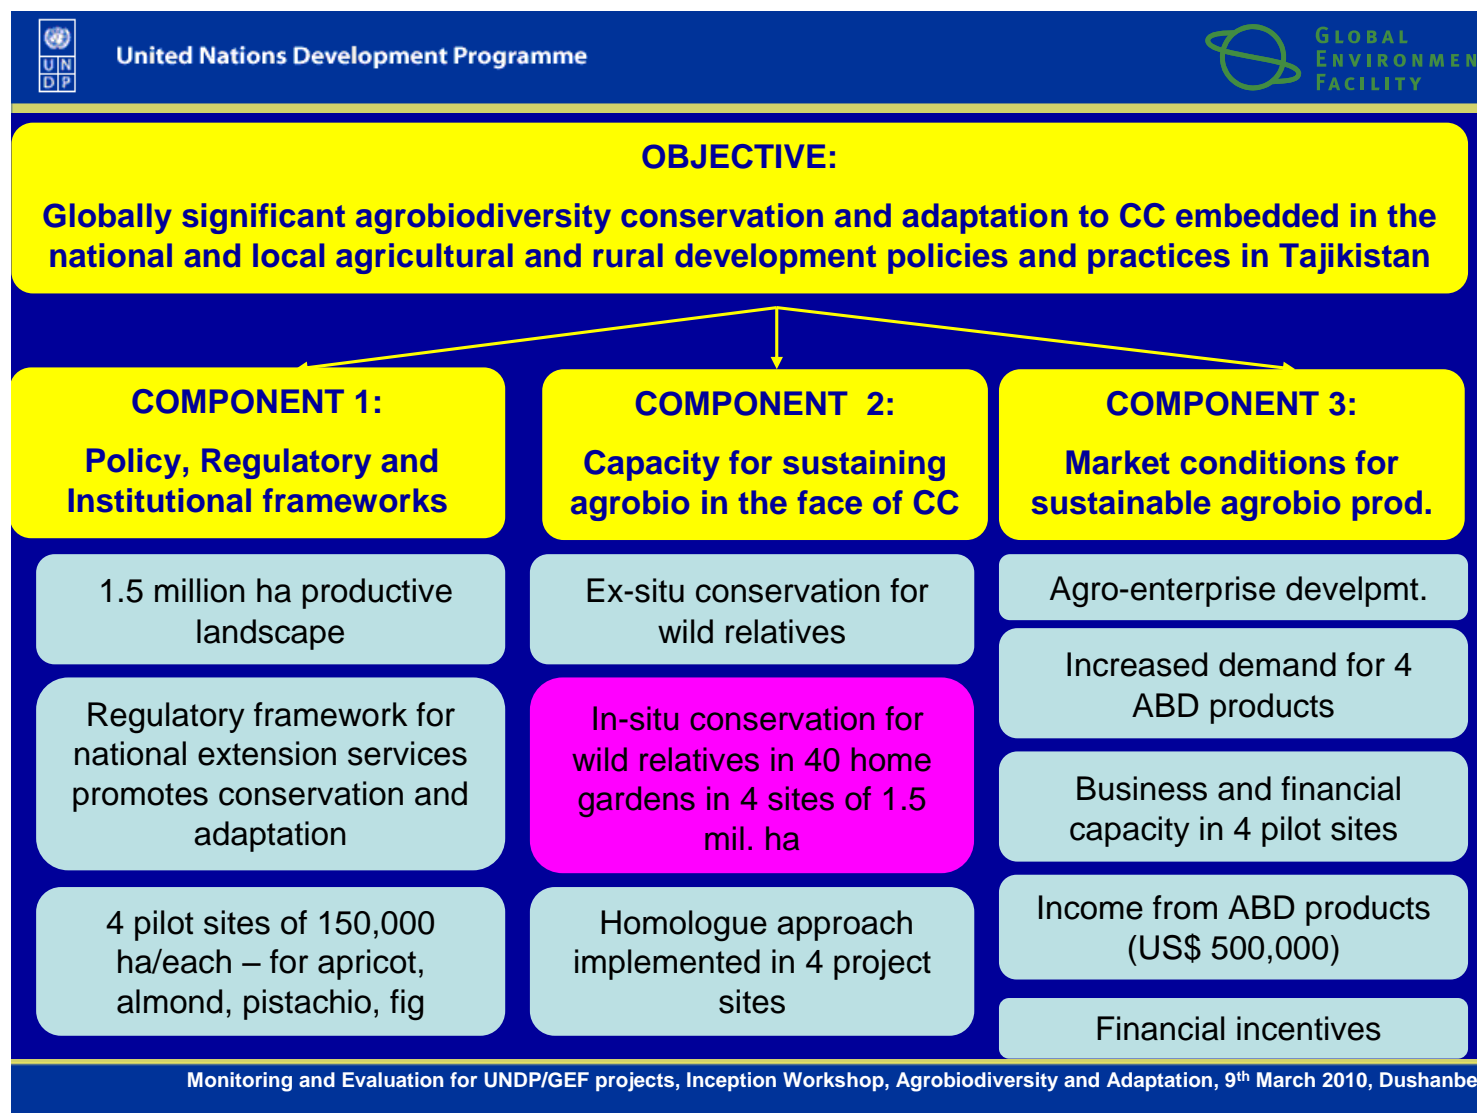 UN
DP
United Nations Development Programme
GLOBAL
ENVIRONMEN
FACILITY
OBJECTIVE:
Globally significant agrobiodiversity conservation and adaptation to CC embedded in the
national and local agricultural and rural development policies and practices in Tajikistan
COMPONENT 1:
Policy, Regulatory and
Institutional frameworks
1.5 million ha productive
landscape
Regulatory framework for
national extension services
promotes conservation and
adaptation
4 pilot sites of 150,000
ha/each – for apricot,
almond, pistachio, fig
COMPONENT 2:
Capacity for sustaining
agrobio in the face of CC
Ex-situ conservation for
wild relatives
In-situ conservation for
wild relatives in 40 home
gardens in 4 sites of 1.5
mil. ha
Homologue approach
implemented in 4 project
sites
COMPONENT 3:
Market conditions for
sustainable agrobio prod.
Agro-enterprise develpmt.
Increased demand for 4
ABD products
Business and financial
capacity in 4 pilot sites
Income from ABD products
(US$ 500,000)
Financial incentives
Monitoring and Evaluation for UNDP/GEF projects, Inception Workshop, Agrobiodiversity and Adaptation, 9th March 2010, Dushanbe